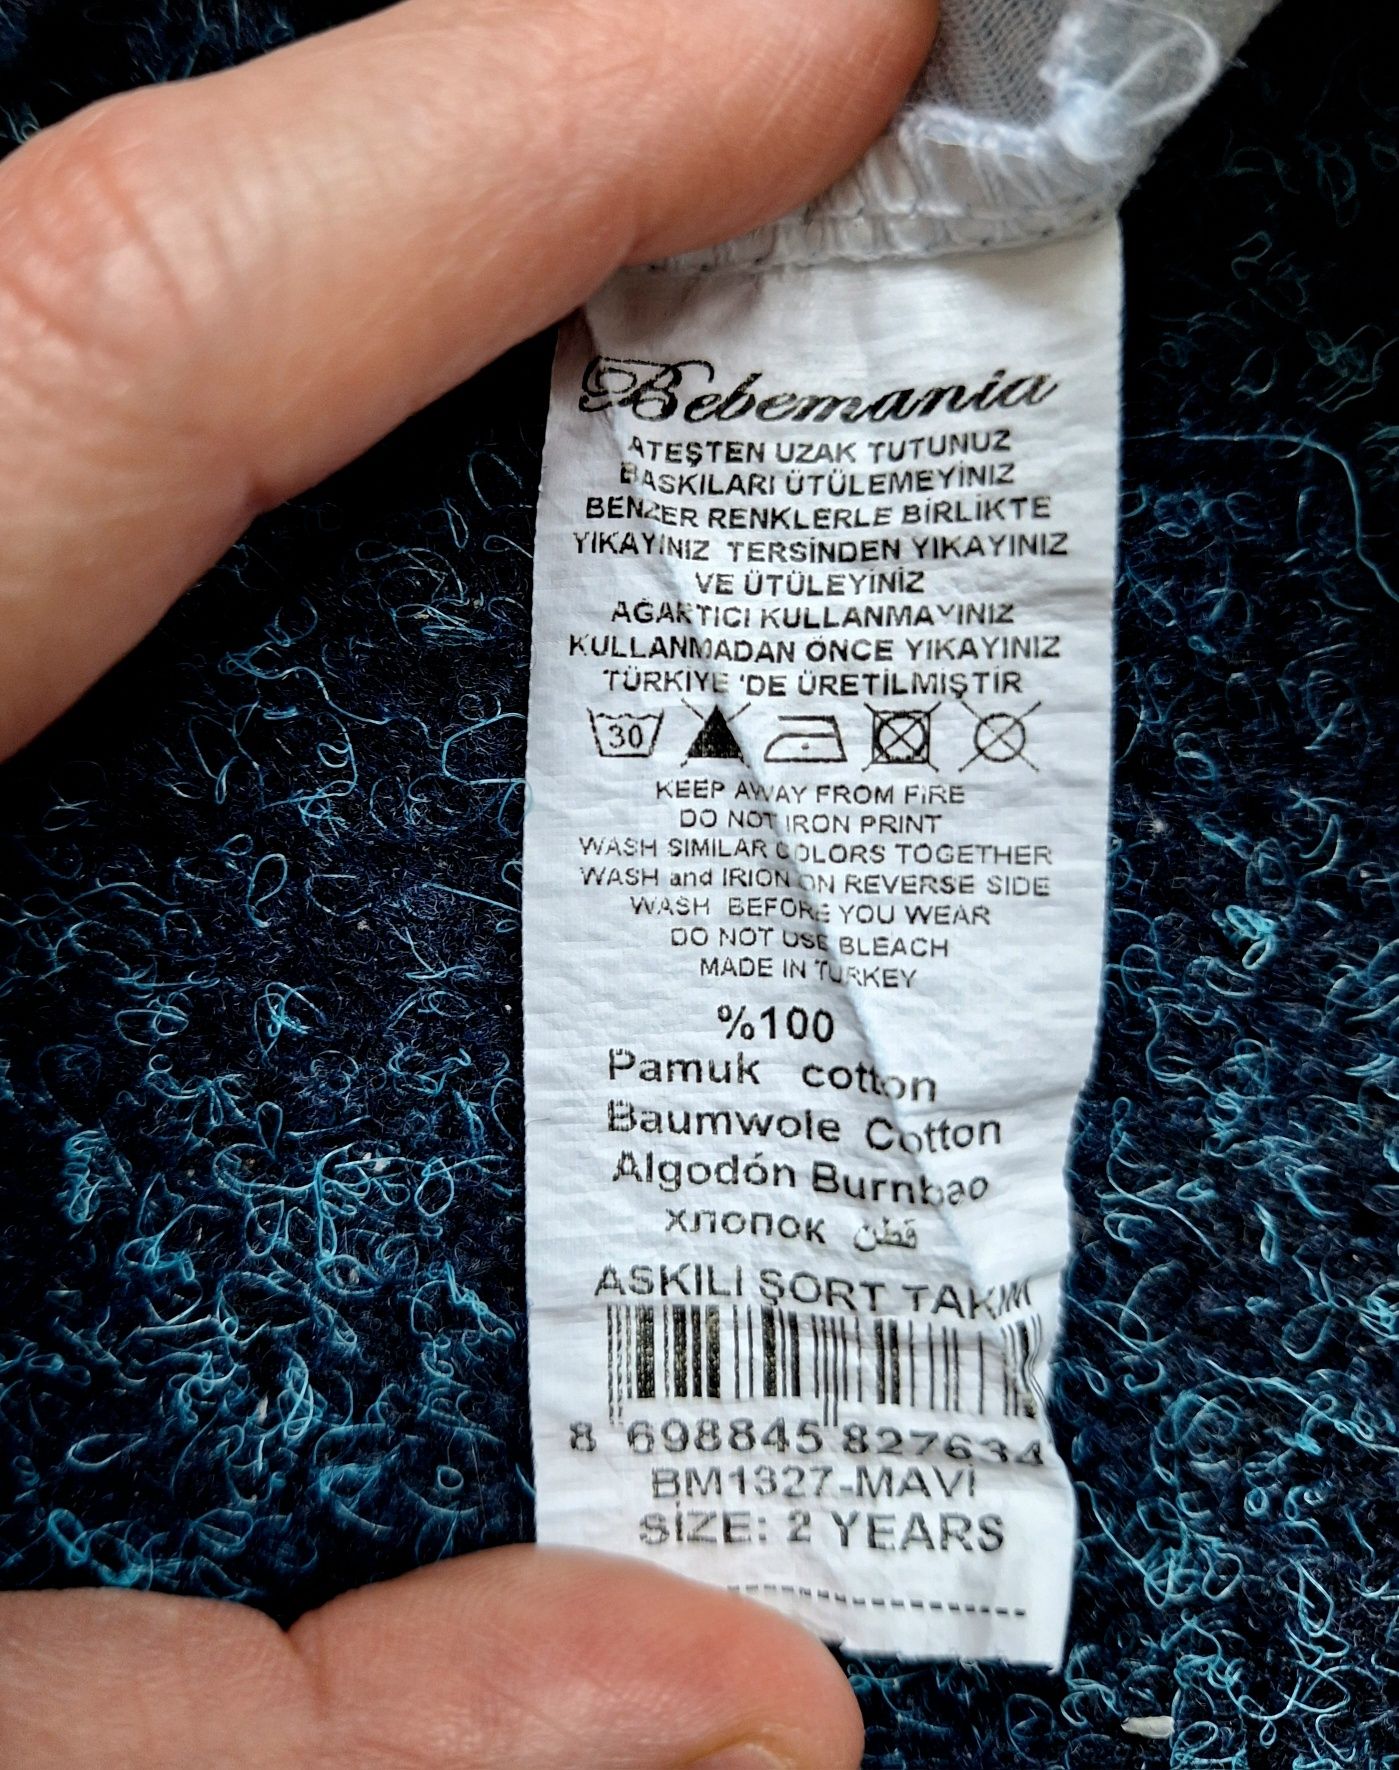 Bebemania
ATEŞTEN UZAK TUTUNUZ
BASKILARI ÜTÜLEMEYİNİZ
BENZER RENKLERLE BİRLİKTE
YIKAYINIZ TERSİNDEN YIKAYINIZ
VE ÜTÜLEYİNİZ
AĞARTICI KULLANMAYINIZ
KULLANMADAN ÖNCE YIKAYINIZ
TÜRKİYE 'DE ÜRETİLMİŞTİR
30
KEEP AWAY FROM FiRE
DO NOT IRON PRINT
WASH SIMILAR COLORS TOGETHER
WASH and IRION ON REVERSE SIDE
WASH BEFORE YOU WEAR
DO NOT USE BLEACH
MADE IN TURKEY
%100
Pamuk cotton
Baumwole Cotton
Algodón Burnbao
хлопок قطن
ASKILI ŞORT TAKIM
8 698845 827634
BM1327-MAVİ
SİZE: 2 YEARS